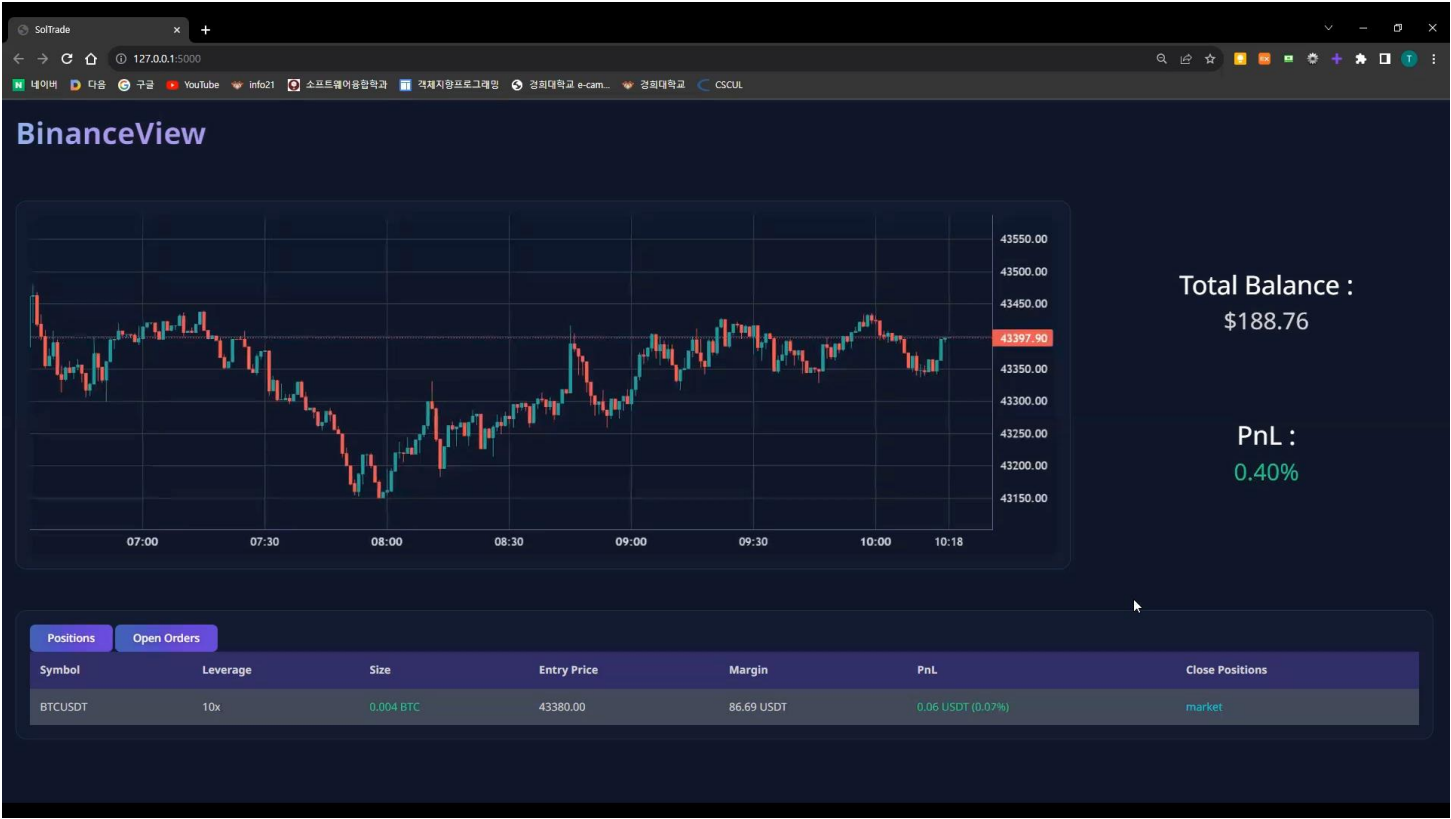 SolTrade
127.0.0.1:5000
네이버 다음 구글 YouTube info21 소프트웨어융합학과 객체지향프로그래밍 경희대학교 e-cam... 경희대학교 CSCUL
BinanceView
43550.00
43500.00
43450.00
43397.90
43350.00
43300.00
43250.00
43200.00
43150.00
07:00 07:30 08:00 08:30 09:00 09:30 10:00 10:18
Total Balance :
$188.76
PnL :
0.40%
Positions Open Orders
Symbol Leverage Size Entry Price Margin PnL Close Positions
BTCUSDT 10x 0.004 BTC 43380.00 86.69 USDT 0.06 USDT (0.07%) market